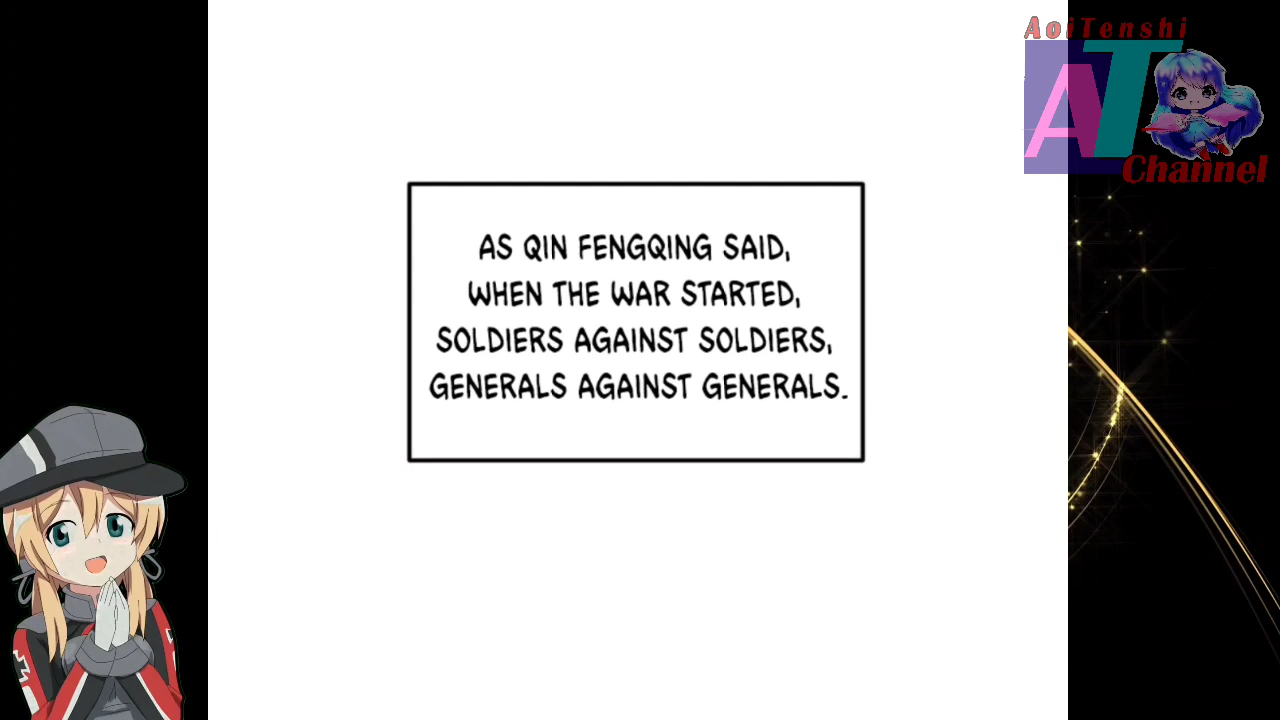 AoiTenshi
AT
Channel
AS QIN FENGQING SAID,
WHEN THE WAR STARTED,
SOLDIERS AGAINST SOLDIERS,
GENERALS AGAINST GENERALS.